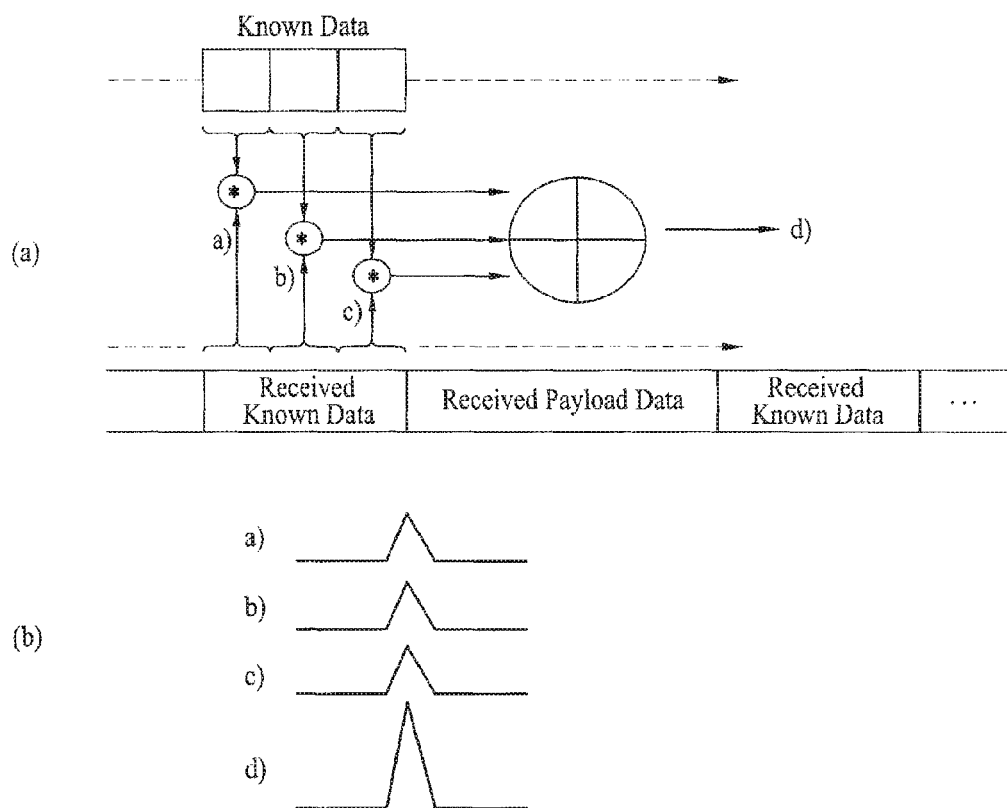 Known Data
*
a)
*
b)
*
c)
d)
(a)
Received
Known Data
Received Payload Data
Received
Known Data
...
a)
b)
(b)
c)
d)